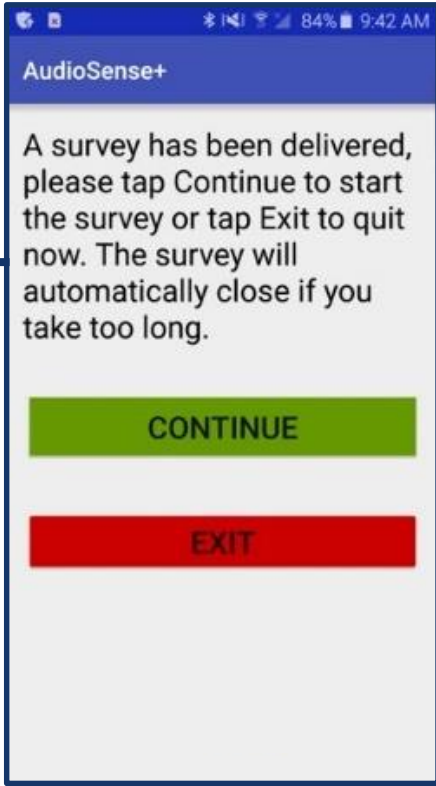 84% 9:42 AM
AudioSense+
A survey has been delivered,
please tap Continue to start
the survey or tap Exit to quit
now. The survey will
automatically close if you
take too long.
CONTINUE
EXIT